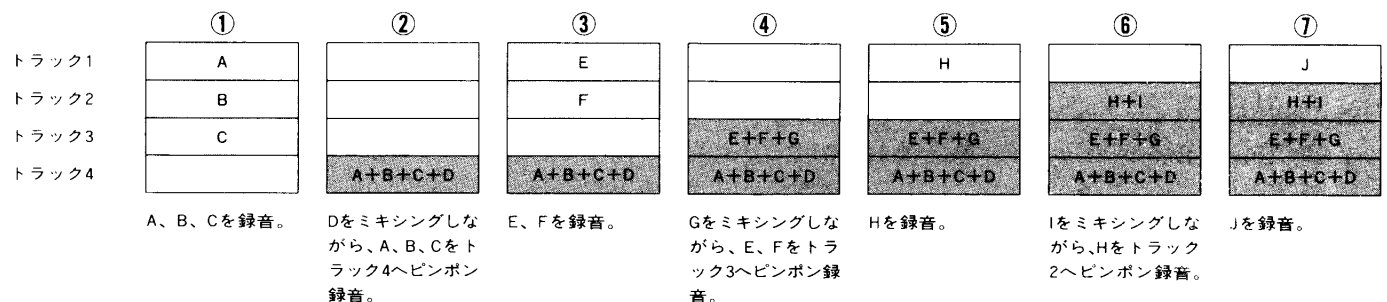 ① ② ③ ④ ⑤ ⑥ ⑦
トラック1 A E H J
トラック2 B F H+I H+I
トラック3 C E+F+G E+F+G E+F+G E+F+G
トラック4 A+B+C+D A+B+C+D A+B+C+D A+B+C+D A+B+C+D A+B+C+D
A、B、Cを録音。
Dをミキシングしな
がら、A、B、Cをト
ラック4へピンポン
録音。
E、Fを録音。
Gをミキシングしな
がら、E、Fをトラ
ック3へピンポン録
音。
Hを録音。
Iをミキシングしな
がら、Hをトラック
2へピンポン録音。
Jを録音。